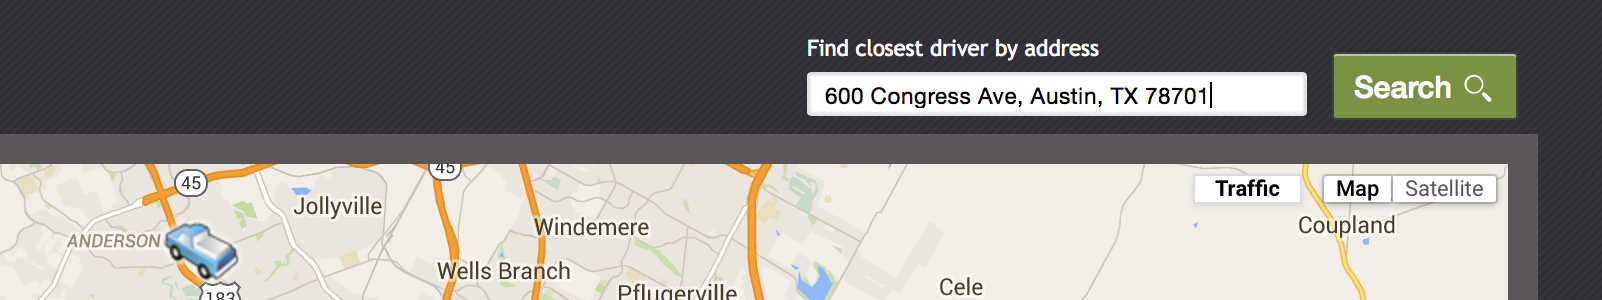 Find closest driver by address
600 Congress Ave, Austin, TX 78701
Search
45
45
Traffic
Map
Satellite
Jollyville
Windemere
Coupland
ANDERSON
Wells Branch
Cele
183
Pflugerville